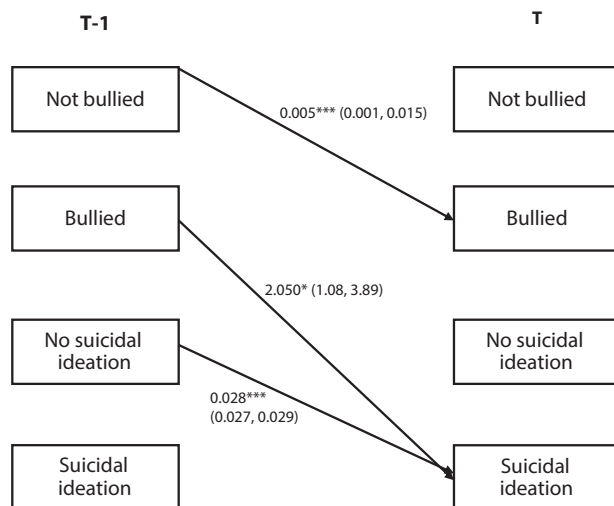 T-1
T
Not bullied
Not bullied
0.005*** (0.001, 0.015)
Bullied
Bullied
2.050* (1.08, 3.89)
No suicidal
ideation
No suicidal
ideation
0.028***
(0.027, 0.029)
Suicidal
ideation
Suicidal
ideation